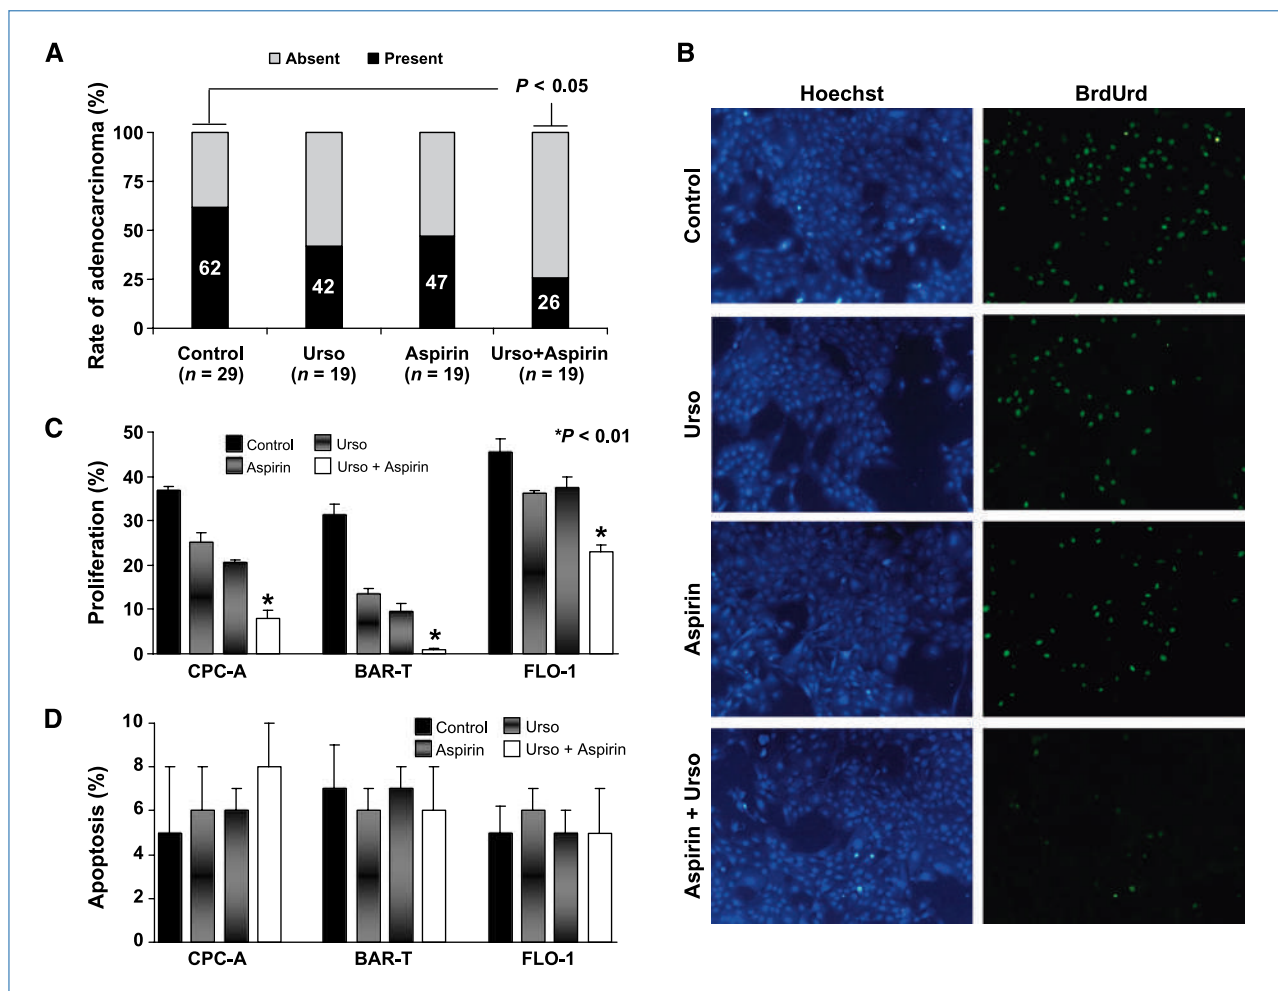 A
Absent Present
P < 0.05
Rate of adenocarcinoma (%)
100
75
50
25
0
62
42
47
26
Control Urso Aspirin Urso+Aspirin
(n = 29) (n = 19) (n = 19) (n = 19)
B
Hoechst BrdUrd
Control
Urso
Aspirin
Aspirin + Urso
C
Control Urso
Aspirin Urso + Aspirin
*P < 0.01
Proliferation (%)
50
40
30
20
10
0
*
*
*
CPC-A BAR-T FLO-1
D
Control Urso
Aspirin Urso + Aspirin
Apoptosis (%)
10
8
6
4
2
0
CPC-A BAR-T FLO-1